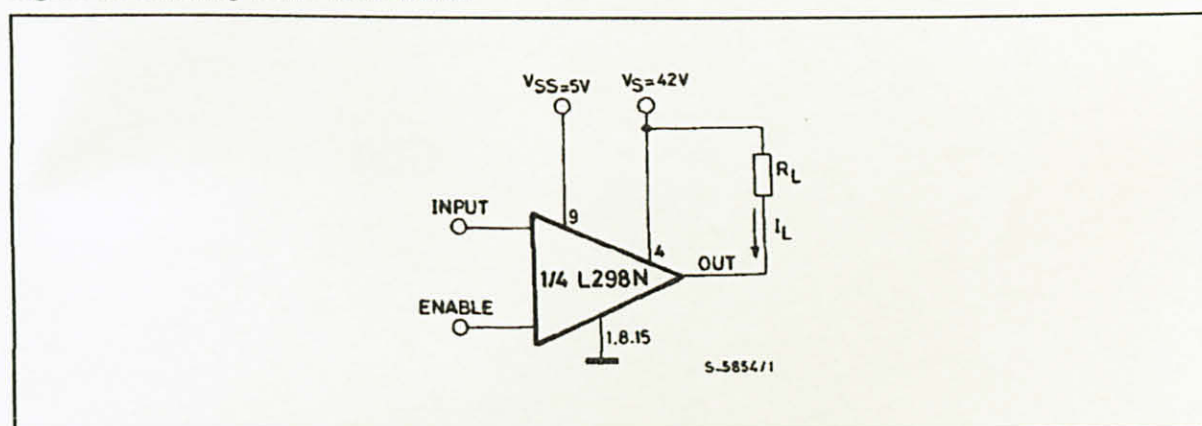 VSS=5V
VS=42V
RL
INPUT
9
IL
4
OUT
1/4 L298N
ENABLE
1.8.15
S-5854/1